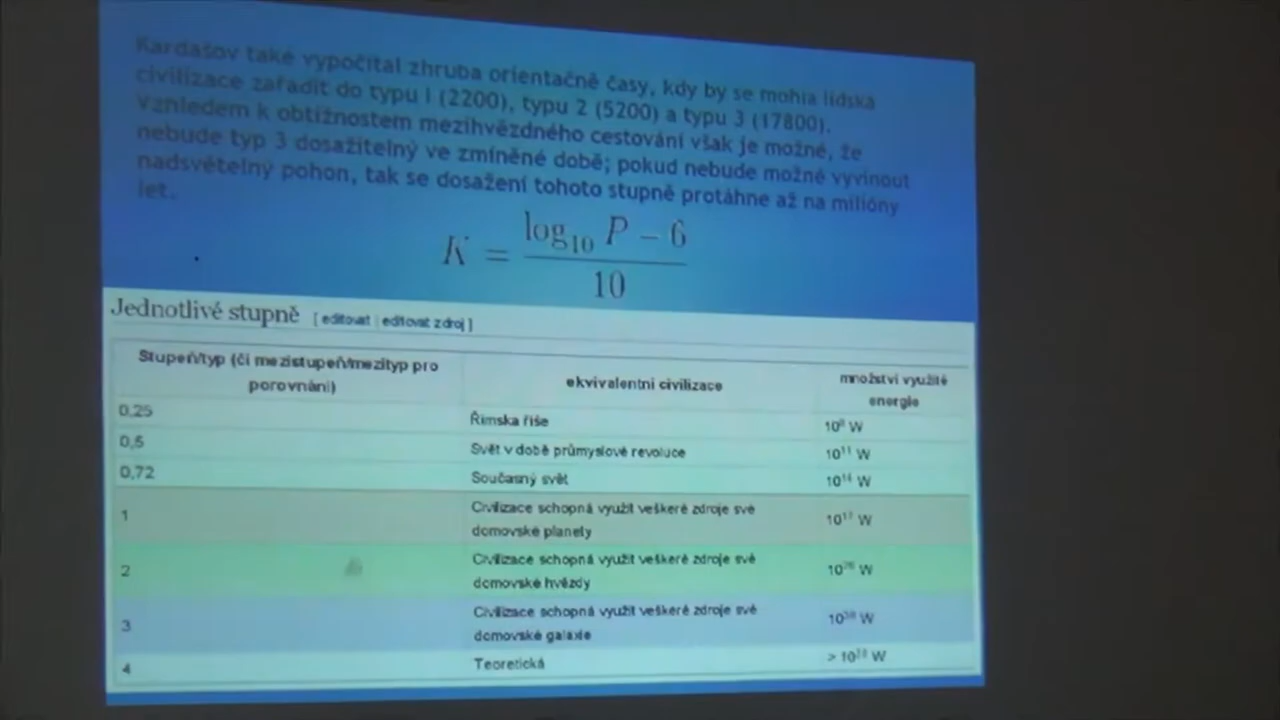 Kardašov také vypočítal zhruba orientačně časy, kdy by se mohla lidská
civilizace zařadit do typu I (2200), typu 2 (5200) a typu 3 (17800).
Vzhledem k obtížnostem mezihvězdného cestování však je možné, že
nebude typ 3 dosažitelný ve zmíněné době; pokud nebude možné vyvinout
nadsvětelný pohon, tak se dosažení tohoto stupně protáhne až na milióny
let.
K = (log₁₀ P − 6) / 10
Jednotlivé stupně [ editovat | editovat zdroj ]
Stupeň/typ (či mezistupeň/mezityp pro
porovnání) ekvivalentní civilizace množství využité
energie
0,25 Římska říše W
0,5 Svět v době průmyslové revoluce 10¹¹ W
0,72 Současný svět 10¹⁴ W
1 Civilizace schopná využít veškeré zdroje své
domovské planety 10¹⁷ W
2 Civilizace schopná využít veškeré zdroje své
domovské hvězdy W
3 Civilizace schopná využít veškeré zdroje své
domovské galaxie W
4 Teoretická > W